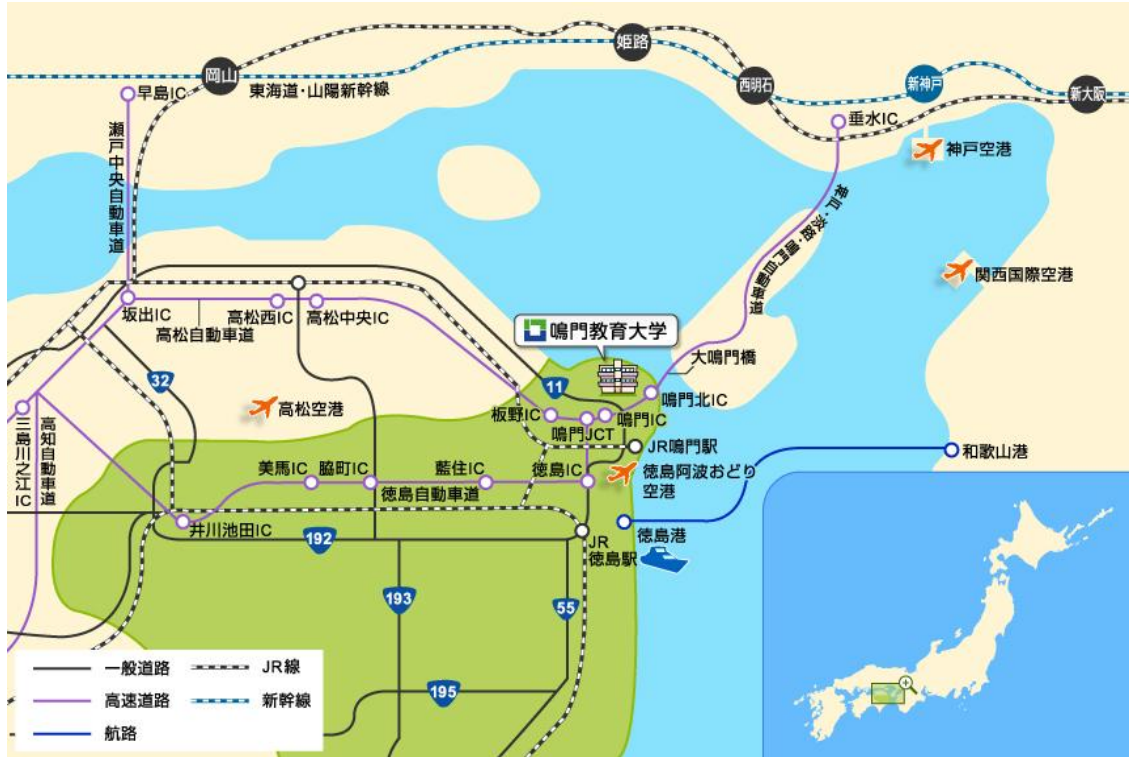 岡山
姫路
西明石
新神戸
新大阪
東海道・山陽新幹線
早島IC
垂水IC
神戸空港
瀬戸中央自動車道
神戸・淡路・鳴門自動車道
関西国際空港
坂出IC
高松自動車道
高松西IC
高松中央IC
鳴門教育大学
大鳴門橋
32
11
高松空港
鳴門北IC
板野IC
鳴門IC
鳴門JCT
三島川之江IC
高知自動車道
JR鳴門駅
和歌山港
美馬IC
脇町IC
藍住IC
徳島IC
徳島阿波おどり
空港
徳島自動車道
井川池田IC
192
JR
徳島駅
徳島港
193
55
195
一般道路
JR線
高速道路
新幹線
航路